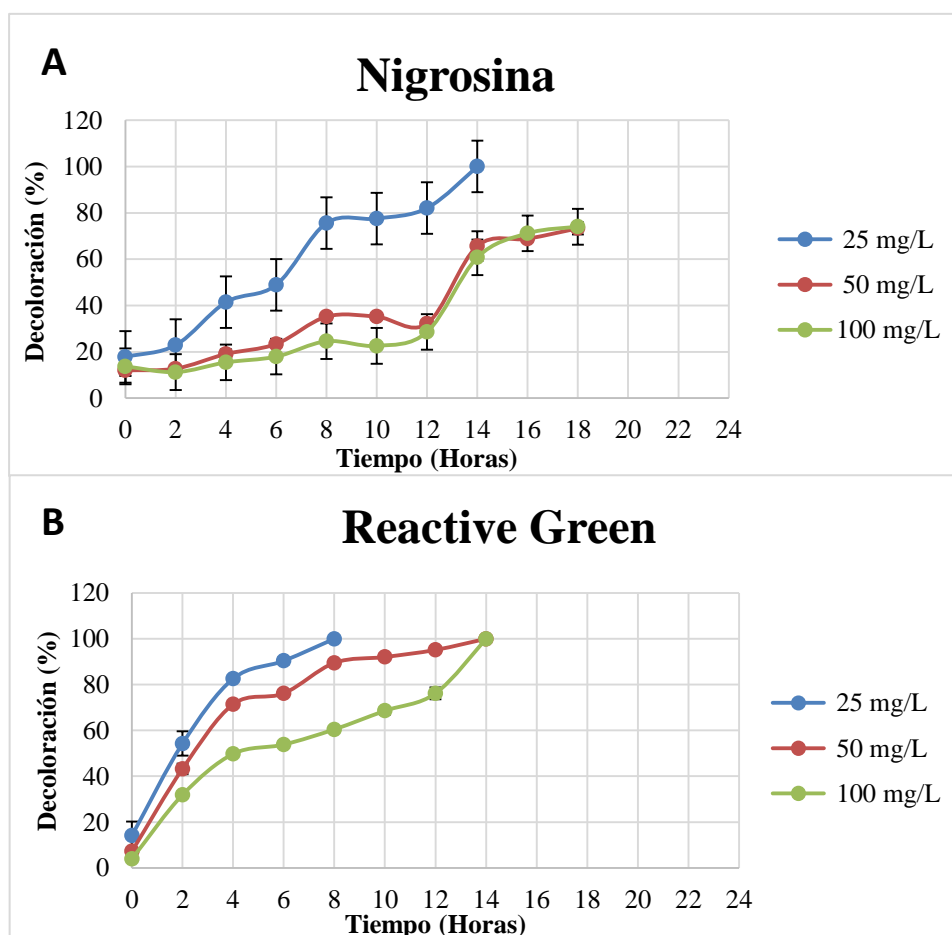 A
Nigrosina
120
100
80
60
40
20
0
Decoloración (%)
0 2 4 6 8 10 12 14 16 18 20 22 24
Tiempo (Horas)
25 mg/L
50 mg/L
100 mg/L
B
Reactive Green
120
100
80
60
40
20
0
Decoloración (%)
0 2 4 6 8 10 12 14 16 18 20 22 24
Tiempo (Horas)
25 mg/L
50 mg/L
100 mg/L